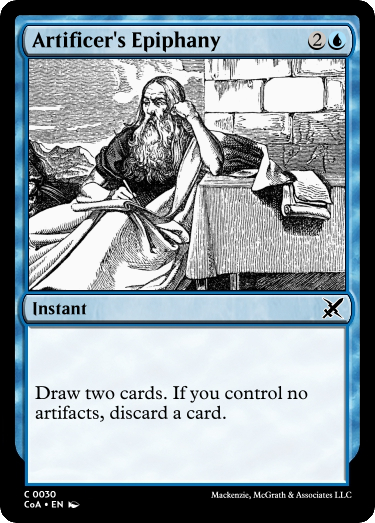 Artificer's Epiphany 2
Instant
Draw two cards. If you control no
artifacts, discard a card.
C 0030
CoA • EN
Mackenzie, McGrath & Associates LLC